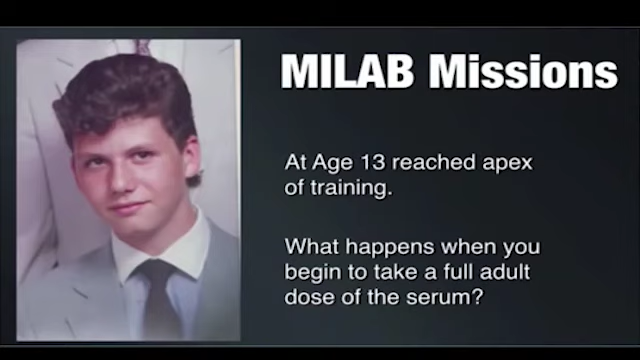 MILAB Missions
At Age 13 reached apex
of training.
What happens when you
begin to take a full adult
dose of the serum?